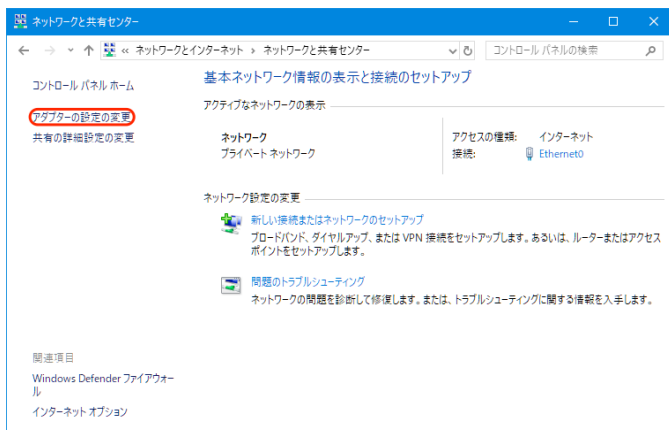 ネットワークと共有センター
« ネットワークとインターネット › ネットワークと共有センター
コントロール パネルの検索
コントロール パネル ホーム
アダプターの設定の変更
共有の詳細設定の変更
基本ネットワーク情報の表示と接続のセットアップ
アクティブなネットワークの表示
ネットワーク
プライベート ネットワーク
アクセスの種類: インターネット
接続: Ethernet0
ネットワーク設定の変更
新しい接続またはネットワークのセットアップ
ブロードバンド、ダイヤルアップ、または VPN 接続をセットアップします。あるいは、ルーターまたはアクセス
ポイントをセットアップします。
問題のトラブルシューティング
ネットワークの問題を診断して修復します。または、トラブルシューティングに関する情報を入手します。
関連項目
Windows Defender ファイアウォー
ル
インターネット オプション